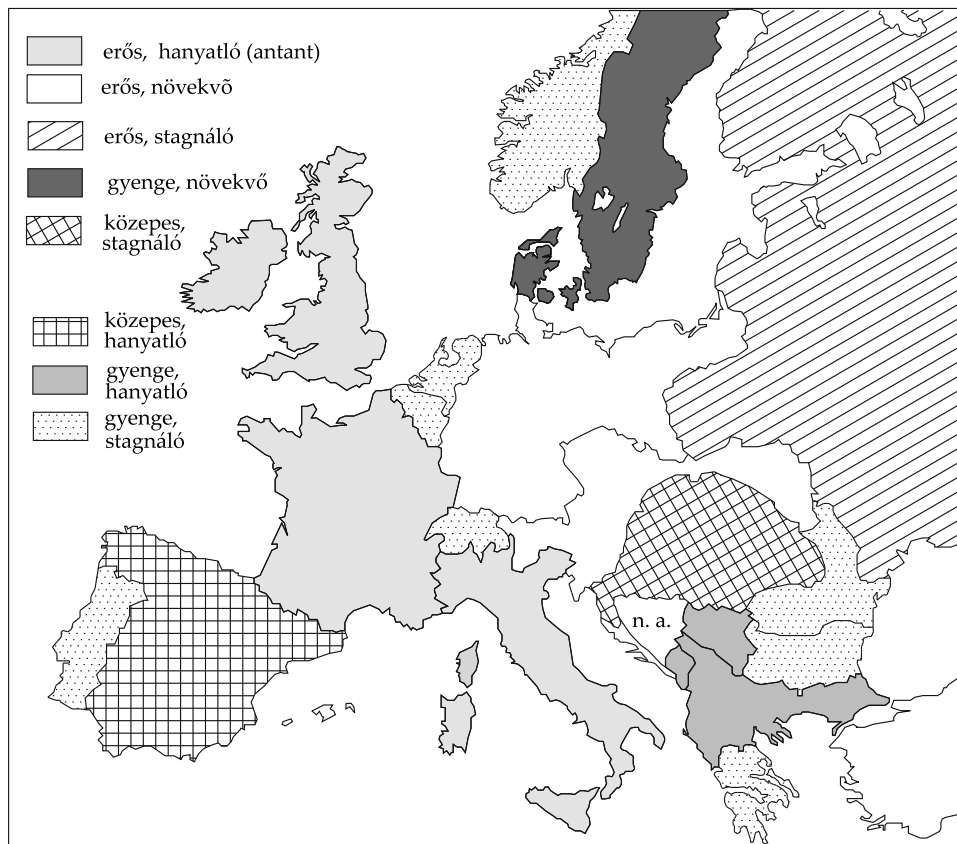 erős, hanyatló (antant)
erős, növekvõ
erős, stagnáló
gyenge, növekvő
közepes,
stagnáló
közepes,
hanyatló
gyenge,
hanyatló
gyenge,
stagnáló
n. a.